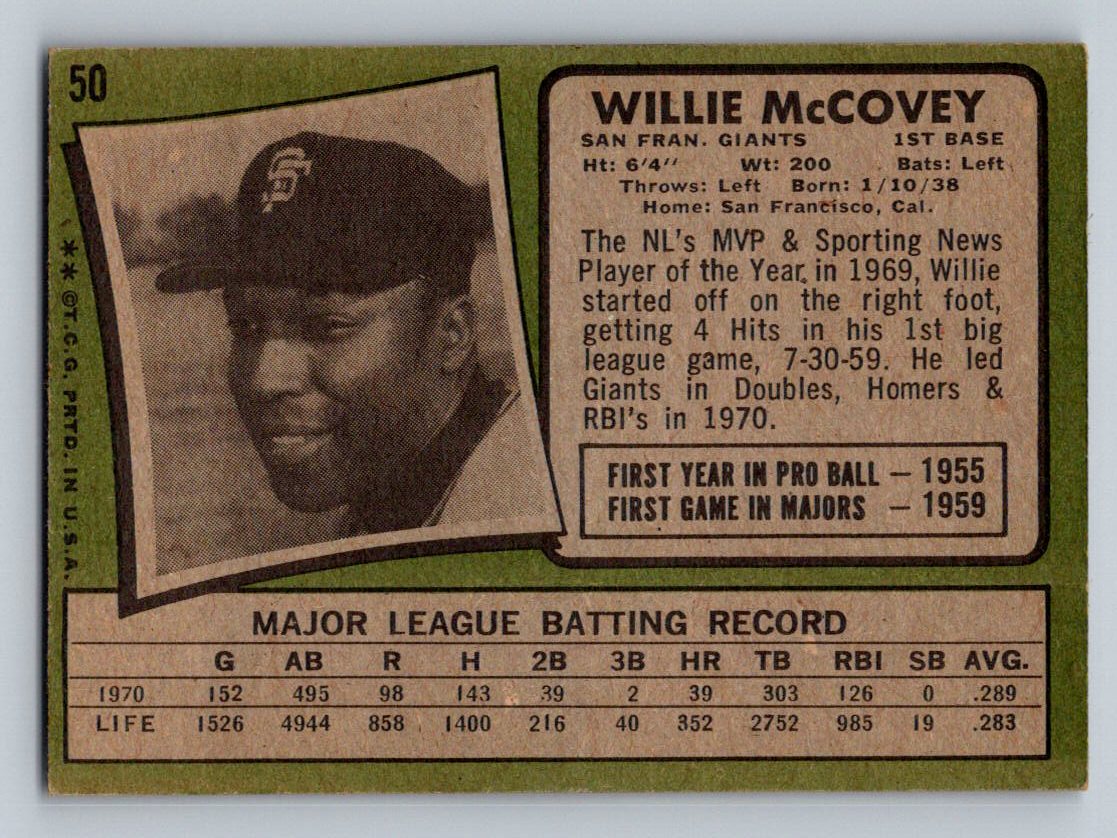 50
WILLIE McCOVEY
SAN FRAN. GIANTS 1ST BASE
Ht: 6'4" Wt: 200 Bats: Left
Throws: Left Born: 1/10/38
Home: San Francisco, Cal.
The NL's MVP & Sporting News
Player of the Year in 1969, Willie
started off on the right foot,
getting 4 Hits in his 1st big
league game, 7-30-59. He led
Giants in Doubles, Homers &
RBI's in 1970.
FIRST YEAR IN PRO BALL – 1955
FIRST GAME IN MAJORS – 1959
SF
** ©T.C.G. PRTD. IN U.S.A.
MAJOR LEAGUE BATTING RECORD
G AB R H 2B 3B HR TB RBI SB AVG.
1970 152 495 98 143 39 2 39 303 126 0 .289
LIFE 1526 4944 858 1400 216 40 352 2752 985 19 .283